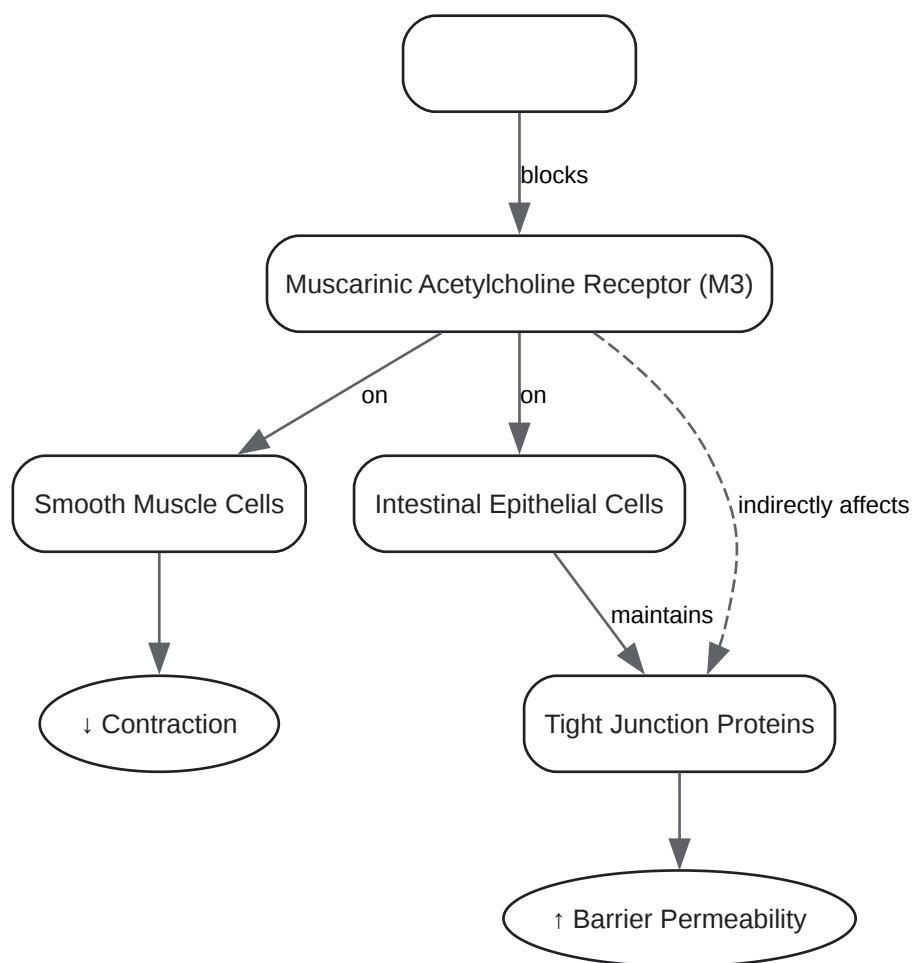 blocks
Muscarinic Acetylcholine Receptor (M3)
on
on
Smooth Muscle Cells
Intestinal Epithelial Cells
indirectly affects
maintains
↓ Contraction
Tight Junction Proteins
↑ Barrier Permeability